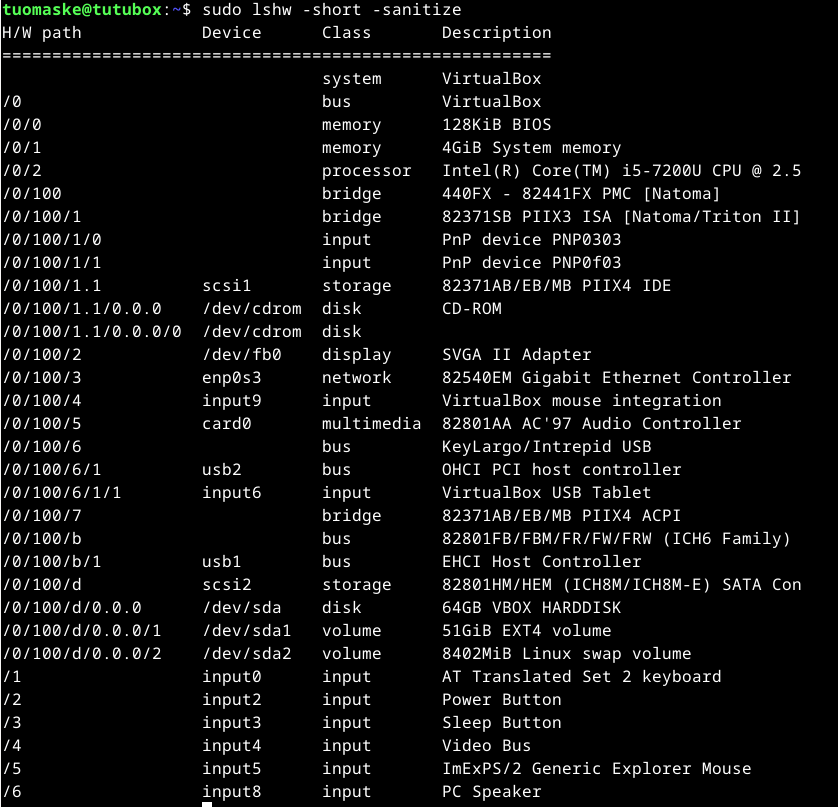 tuomaske@tutubox:~$ sudo lshw -short -sanitize
H/W path            Device      Class       Description
=======================================================
                                system      VirtualBox
/0                              bus         VirtualBox
/0/0                            memory      128KiB BIOS
/0/1                            memory      4GiB System memory
/0/2                            processor   Intel(R) Core(TM) i5-7200U CPU @ 2.5
/0/100                          bridge      440FX - 82441FX PMC [Natoma]
/0/100/1                        bridge      82371SB PIIX3 ISA [Natoma/Triton II]
/0/100/1/0                      input       PnP device PNP0303
/0/100/1/1                      input       PnP device PNP0f03
/0/100/1.1          scsi1       storage     82371AB/EB/MB PIIX4 IDE
/0/100/1.1/0.0.0    /dev/cdrom  disk        CD-ROM
/0/100/1.1/0.0.0/0  /dev/cdrom  disk
/0/100/2            /dev/fb0    display     SVGA II Adapter
/0/100/3            enp0s3      network     82540EM Gigabit Ethernet Controller
/0/100/4            input9      input       VirtualBox mouse integration
/0/100/5            card0       multimedia  82801AA AC'97 Audio Controller
/0/100/6                        bus         KeyLargo/Intrepid USB
/0/100/6/1          usb2        bus         OHCI PCI host controller
/0/100/6/1/1        input6      input       VirtualBox USB Tablet
/0/100/7                        bridge      82371AB/EB/MB PIIX4 ACPI
/0/100/b                        bus         82801FB/FBM/FR/FW/FRW (ICH6 Family)
/0/100/b/1          usb1        bus         EHCI Host Controller
/0/100/d            scsi2       storage     82801HM/HEM (ICH8M/ICH8M-E) SATA Con
/0/100/d/0.0.0      /dev/sda    disk        64GB VBOX HARDDISK
/0/100/d/0.0.0/1    /dev/sda1   volume      51GiB EXT4 volume
/0/100/d/0.0.0/2    /dev/sda2   volume      8402MiB Linux swap volume
/1                  input0      input       AT Translated Set 2 keyboard
/2                  input2      input       Power Button
/3                  input3      input       Sleep Button
/4                  input4      input       Video Bus
/5                  input5      input       ImExPS/2 Generic Explorer Mouse
/6                  input8      input       PC Speaker